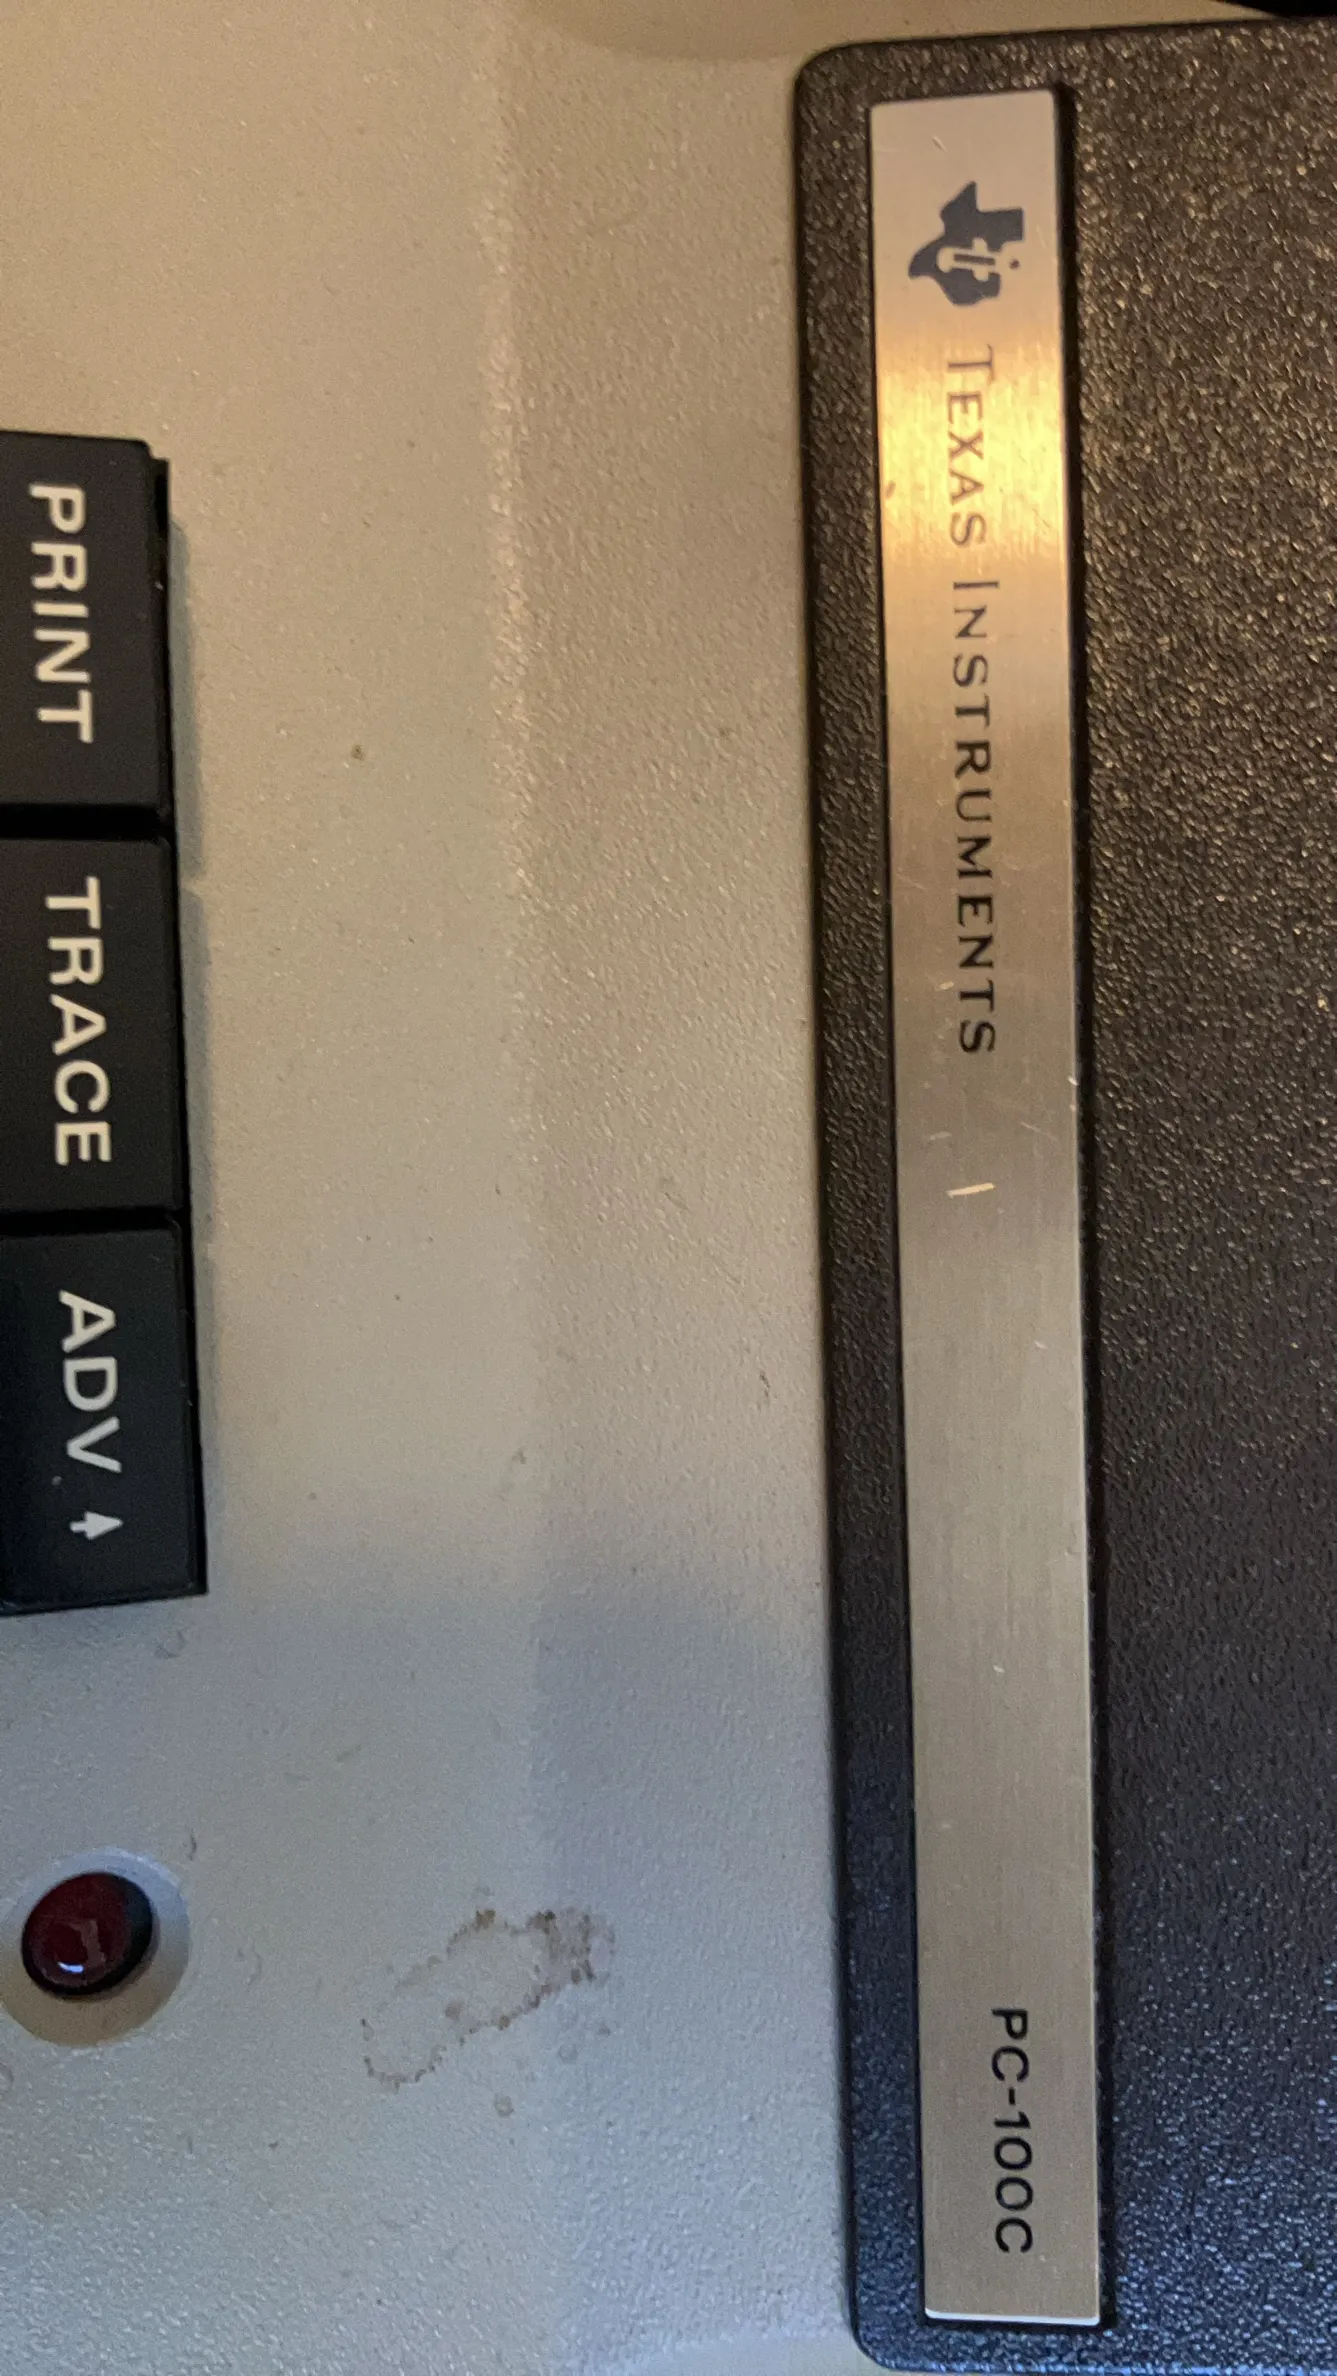 TEXAS INSTRUMENTS
PC-100C
PRINT
TRACE
ADV